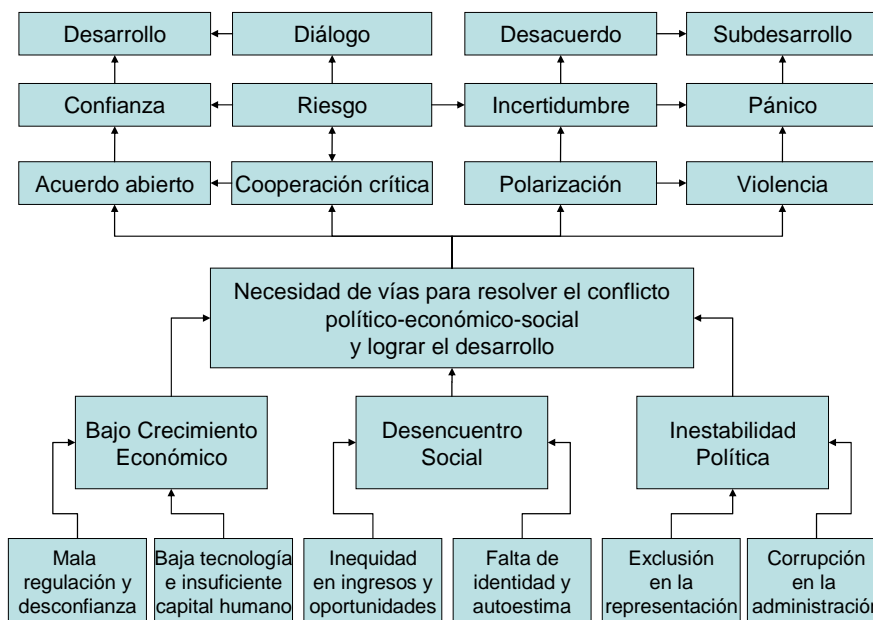 Desarrollo
Diálogo
Desacuerdo
Subdesarrollo
Confianza
Riesgo
Incertidumbre
Pánico
Acuerdo abierto
Cooperación crítica
Polarización
Violencia
Necesidad de vías para resolver el conflicto
político-económico-social
y lograr el desarrollo
Bajo Crecimiento
Económico
Desencuentro
Social
Inestabilidad
Política
Mala
regulación y
desconfianza
Baja tecnología
e insuficiente
capital humano
Inequidad
en ingresos y
oportunidades
Falta de
identidad y
autoestima
Exclusión
en la
representación
Corrupción
en la
administración